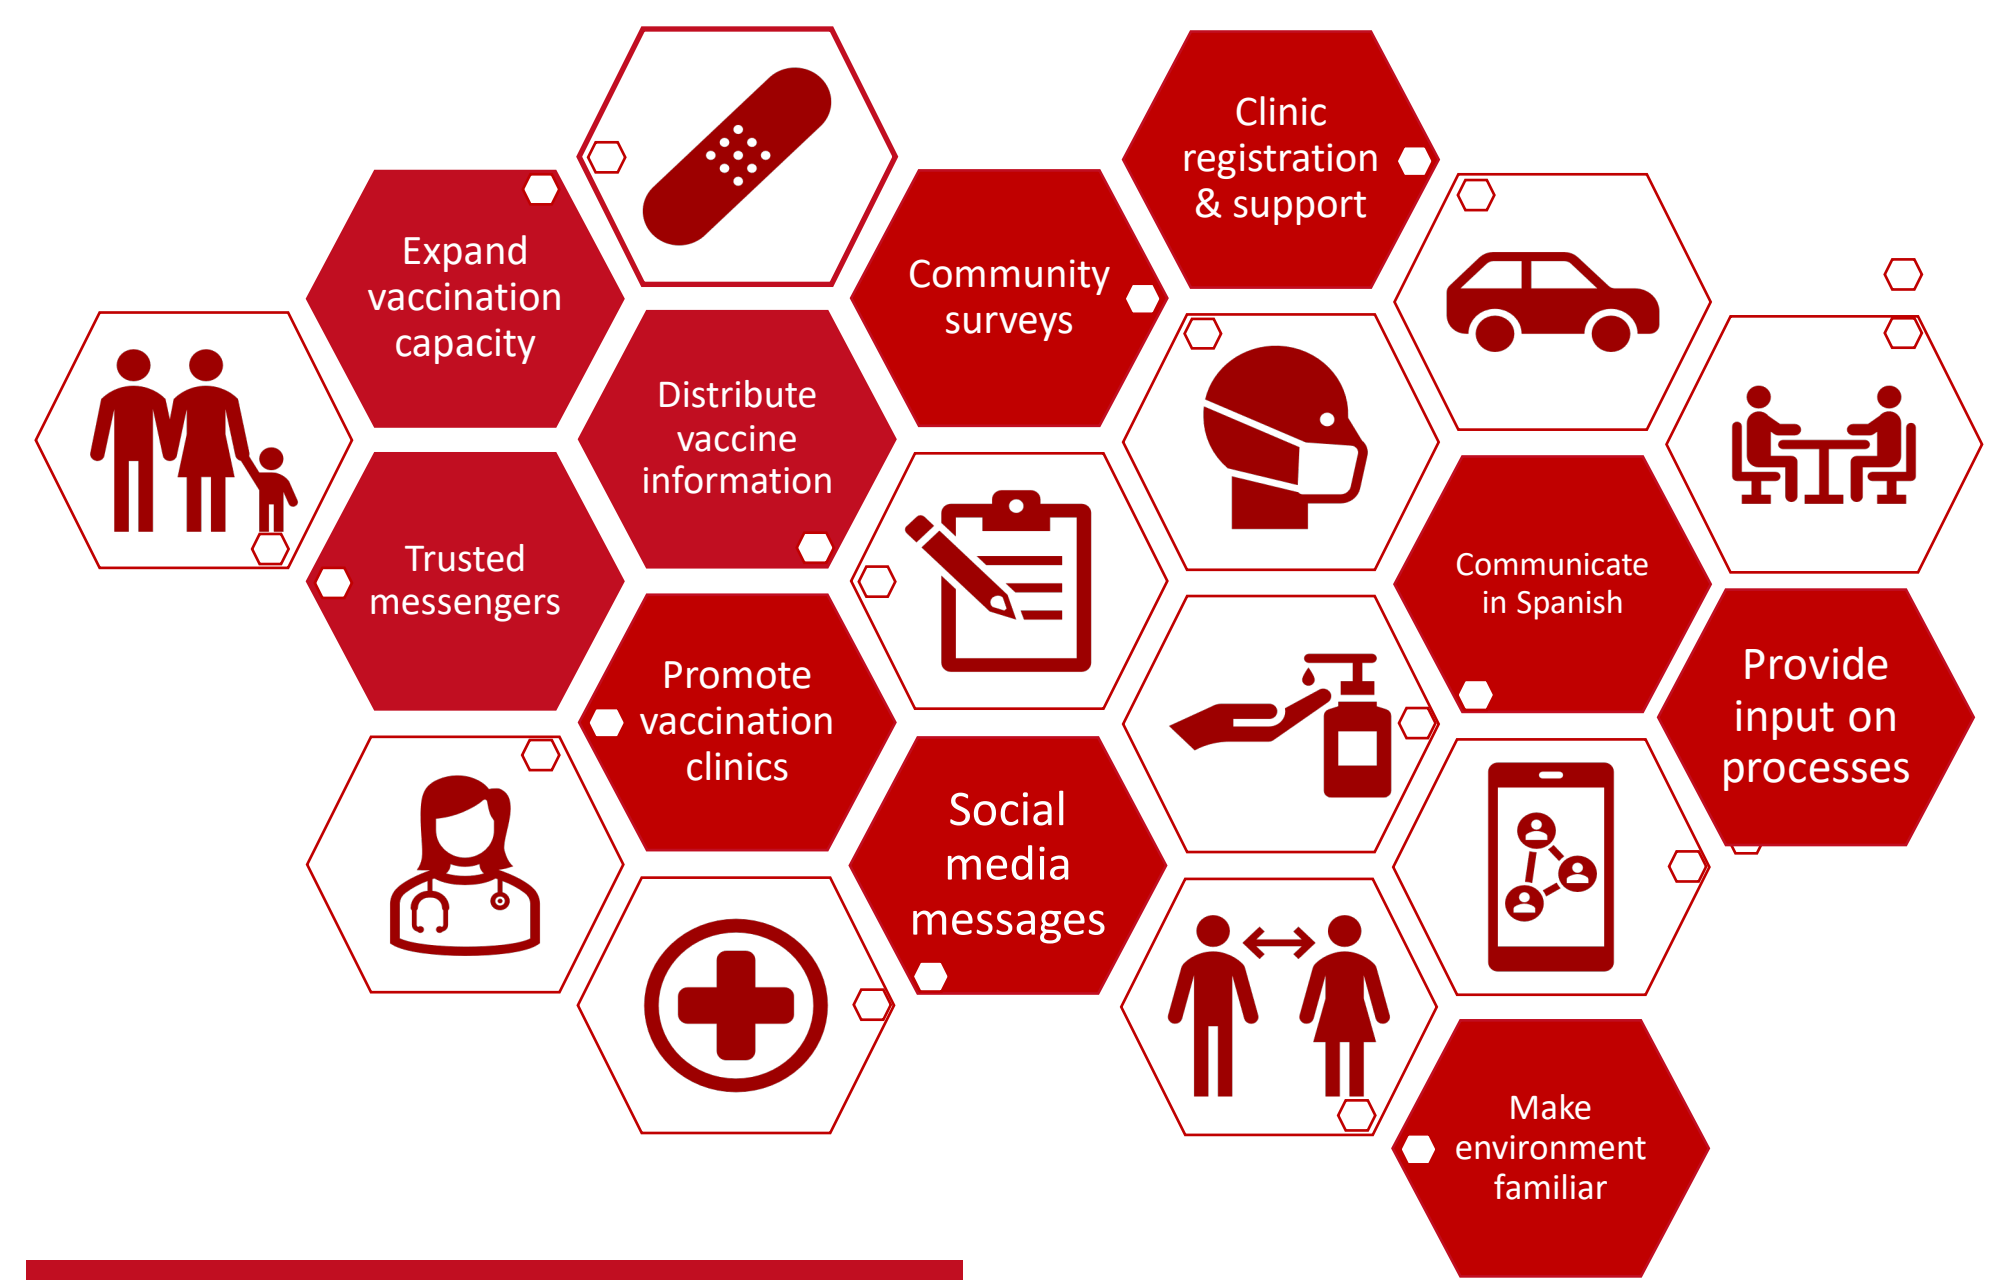 Clinic
registration
& support
Expand
vaccination
capacity
Community
surveys
Distribute
vaccine
information
Trusted
messengers
Communicate
in Spanish
Promote
vaccination
clinics
Provide
input on
processes
Social
media
messages
Make
environment
familiar